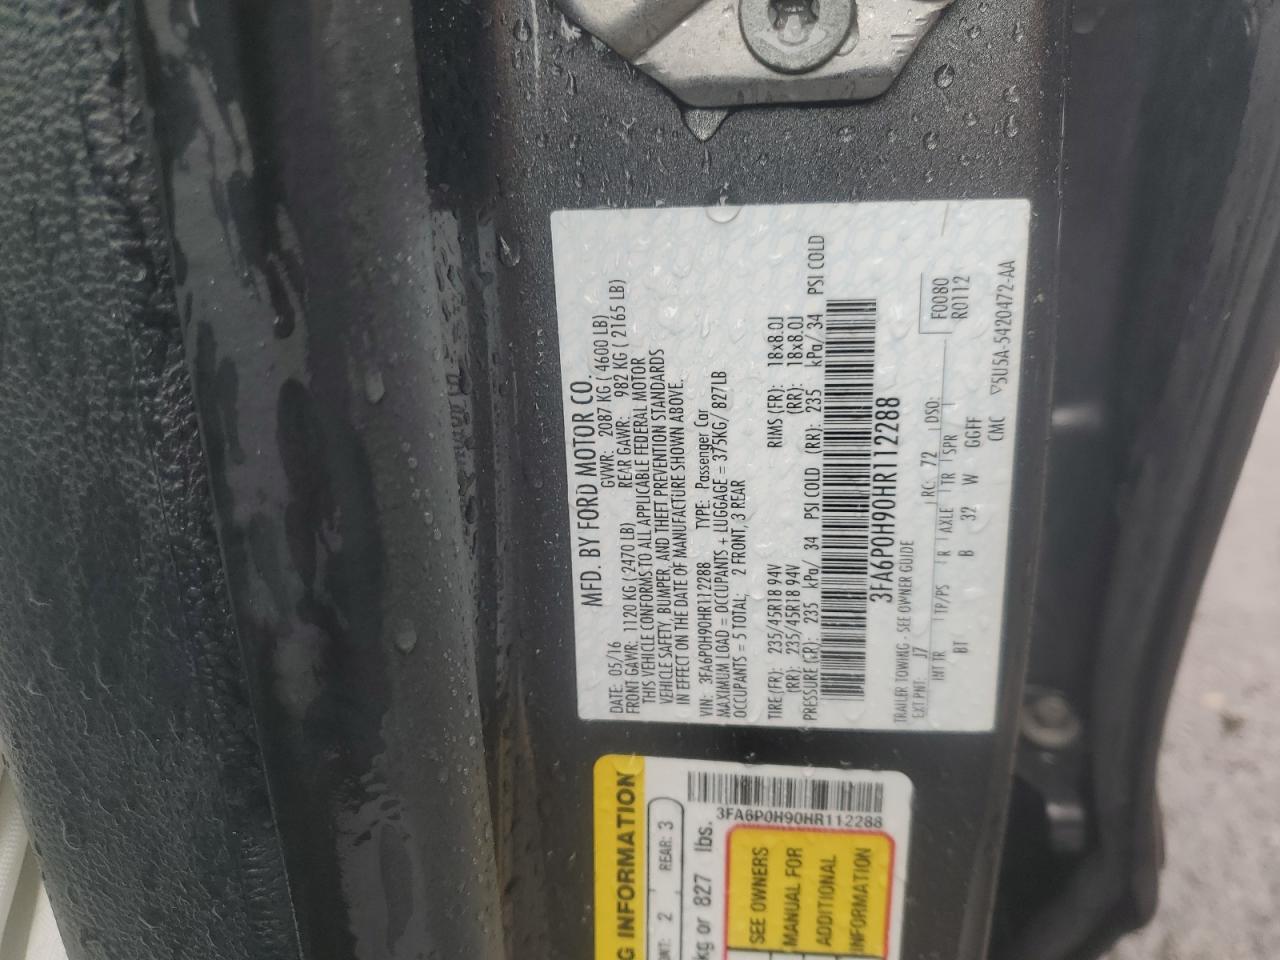 MFD. BY FORD MOTOR CO.
DATE: 05/16 GVWR: 2087 KG ( 4600 LB)
FRONT GAWR: 1120 KG ( 2470 LB) REAR GAWR: 982 KG ( 2165 LB)
THIS VEHICLE CONFORMS TO ALL APPLICABLE FEDERAL MOTOR
VEHICLE SAFETY, BUMPER, AND THEFT PREVENTION STANDARDS
IN EFFECT ON THE DATE OF MANUFACTURE SHOWN ABOVE.
VIN: 3FA6P0H90HR112288 TYPE: Passenger Car
MAXIMUM LOAD = OCCUPANTS + LUGGAGE = 375KG/ 827LB
OCCUPANTS = 5 TOTAL; 2 FRONT, 3 REAR
TIRE(FR): 235/45R18 94V RIMS (FR): 18x8.0J
(RR): 235/45R18 94V (RR): 18x8.0J
PRESSURE (FR): 235 kPa/ 34 PSI COLD (RR): 235 kPa/ 34 PSI COLD
3FA6P0H90HR112288
F0080
R0112
TRAILER TOWING - SEE OWNER GUIDE
EXT PNT: J7 RC: 72 DSO:
INT TR TP/PS R AXLE TR SPR
BT B 32 W GGFF
CMC ▽5U5A-5420472-AA
G INFORMATION
2 REAR: 3
kg or 827 lbs.
3FA6P0H90HR112288
SEE OWNERS
MANUAL FOR
ADDITIONAL
INFORMATION